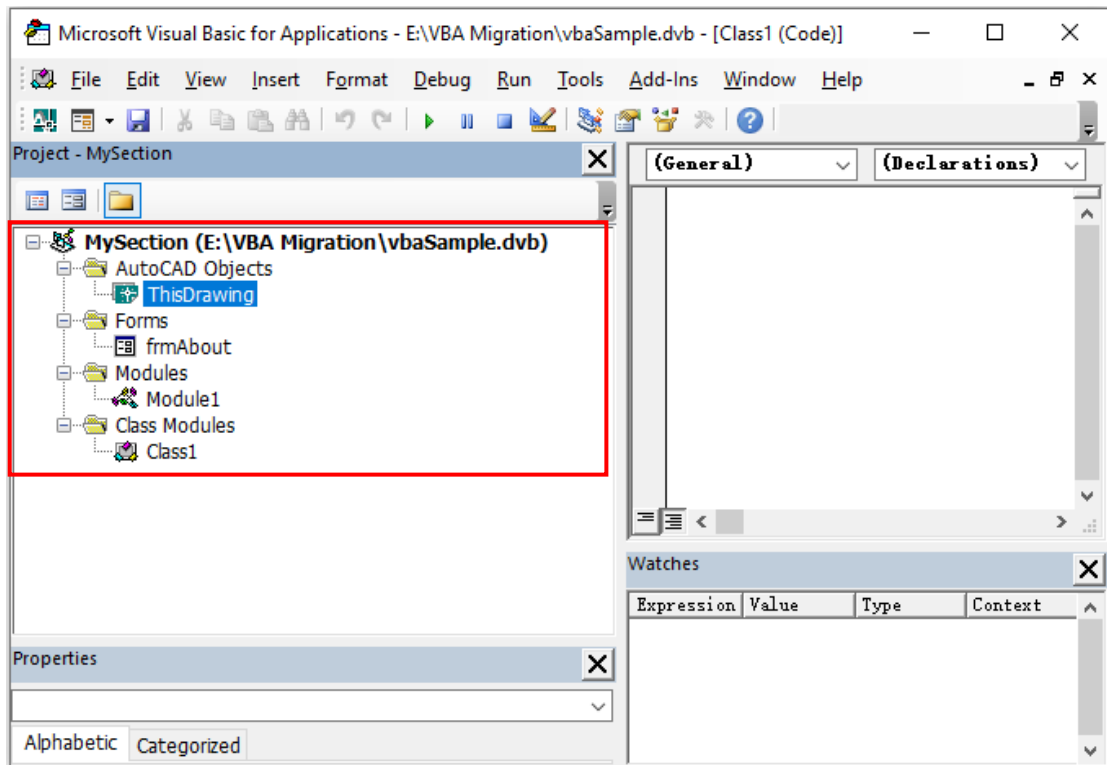 Microsoft Visual Basic for Applications - E:\VBA Migration\vbaSample.dvb - [Class1 (Code)]
File Edit View Insert Format Debug Run Tools Add-Ins Window Help
Project - MySection
MySection (E:\VBA Migration\vbaSample.dvb)
AutoCAD Objects
ThisDrawing
Forms
frmAbout
Modules
Module1
Class Modules
Class1
Properties
Alphabetic Categorized
(General) (Declarations)
Watches
Expression Value Type Context